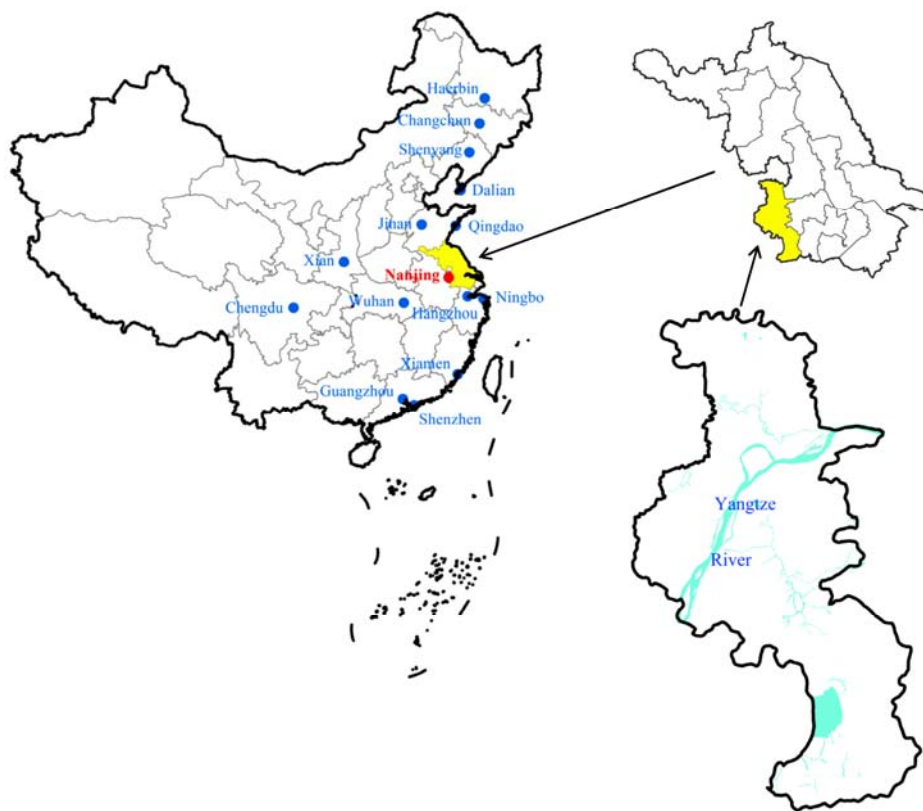 Haerbin
Changchun
Shenyang
Dalian
Jinan
Qingdao
Xian
Nanjing
Chengdu
Wuhan
Ningbo
Hangzhou
Xiamen
Guangzhou
Shenzhen
Yangtze
River